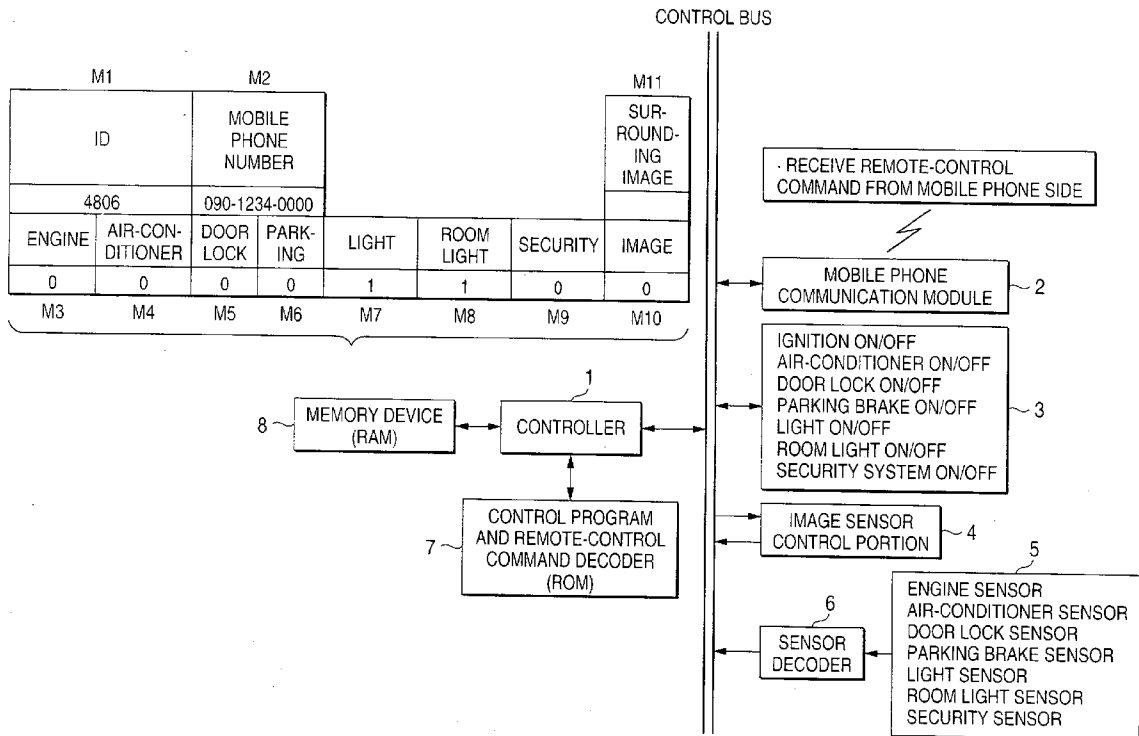 CONTROL BUS
M1
M2
M11
ID
MOBILE
PHONE
NUMBER
SUR-
ROUND-
ING
IMAGE
4806
090-1234-0000
ENGINE
AIR-CON-
DITIONER
DOOR
LOCK
PARK-
ING
LIGHT
ROOM
LIGHT
SECURITY
IMAGE
0
0
0
0
1
1
0
0
M3
M4
M5
M6
M7
M8
M9
M10
· RECEIVE REMOTE-CONTROL
COMMAND FROM MOBILE PHONE SIDE
MOBILE PHONE
COMMUNICATION MODULE
2
IGNITION ON/OFF
AIR-CONDITIONER ON/OFF
DOOR LOCK ON/OFF
PARKING BRAKE ON/OFF
LIGHT ON/OFF
ROOM LIGHT ON/OFF
SECURITY SYSTEM ON/OFF
3
1
8
MEMORY DEVICE
(RAM)
CONTROLLER
7
CONTROL PROGRAM
AND REMOTE-CONTROL
COMMAND DECODER
(ROM)
IMAGE SENSOR
CONTROL PORTION
4
5
6
SENSOR
DECODER
ENGINE SENSOR
AIR-CONDITIONER SENSOR
DOOR LOCK SENSOR
PARKING BRAKE SENSOR
LIGHT SENSOR
ROOM LIGHT SENSOR
SECURITY SENSOR